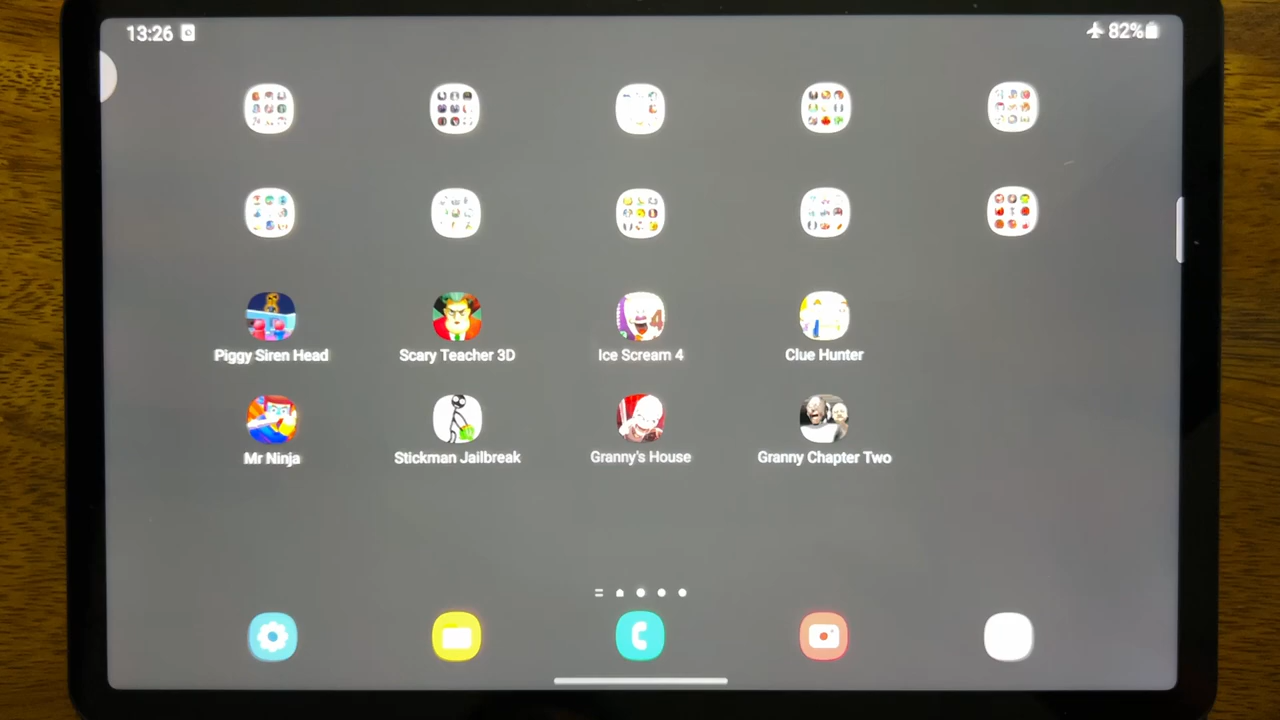 13:26
82%
Piggy Siren Head
Scary Teacher 3D
Ice Scream 4
Clue Hunter
Mr Ninja
Stickman Jailbreak
Granny's House
Granny Chapter Two